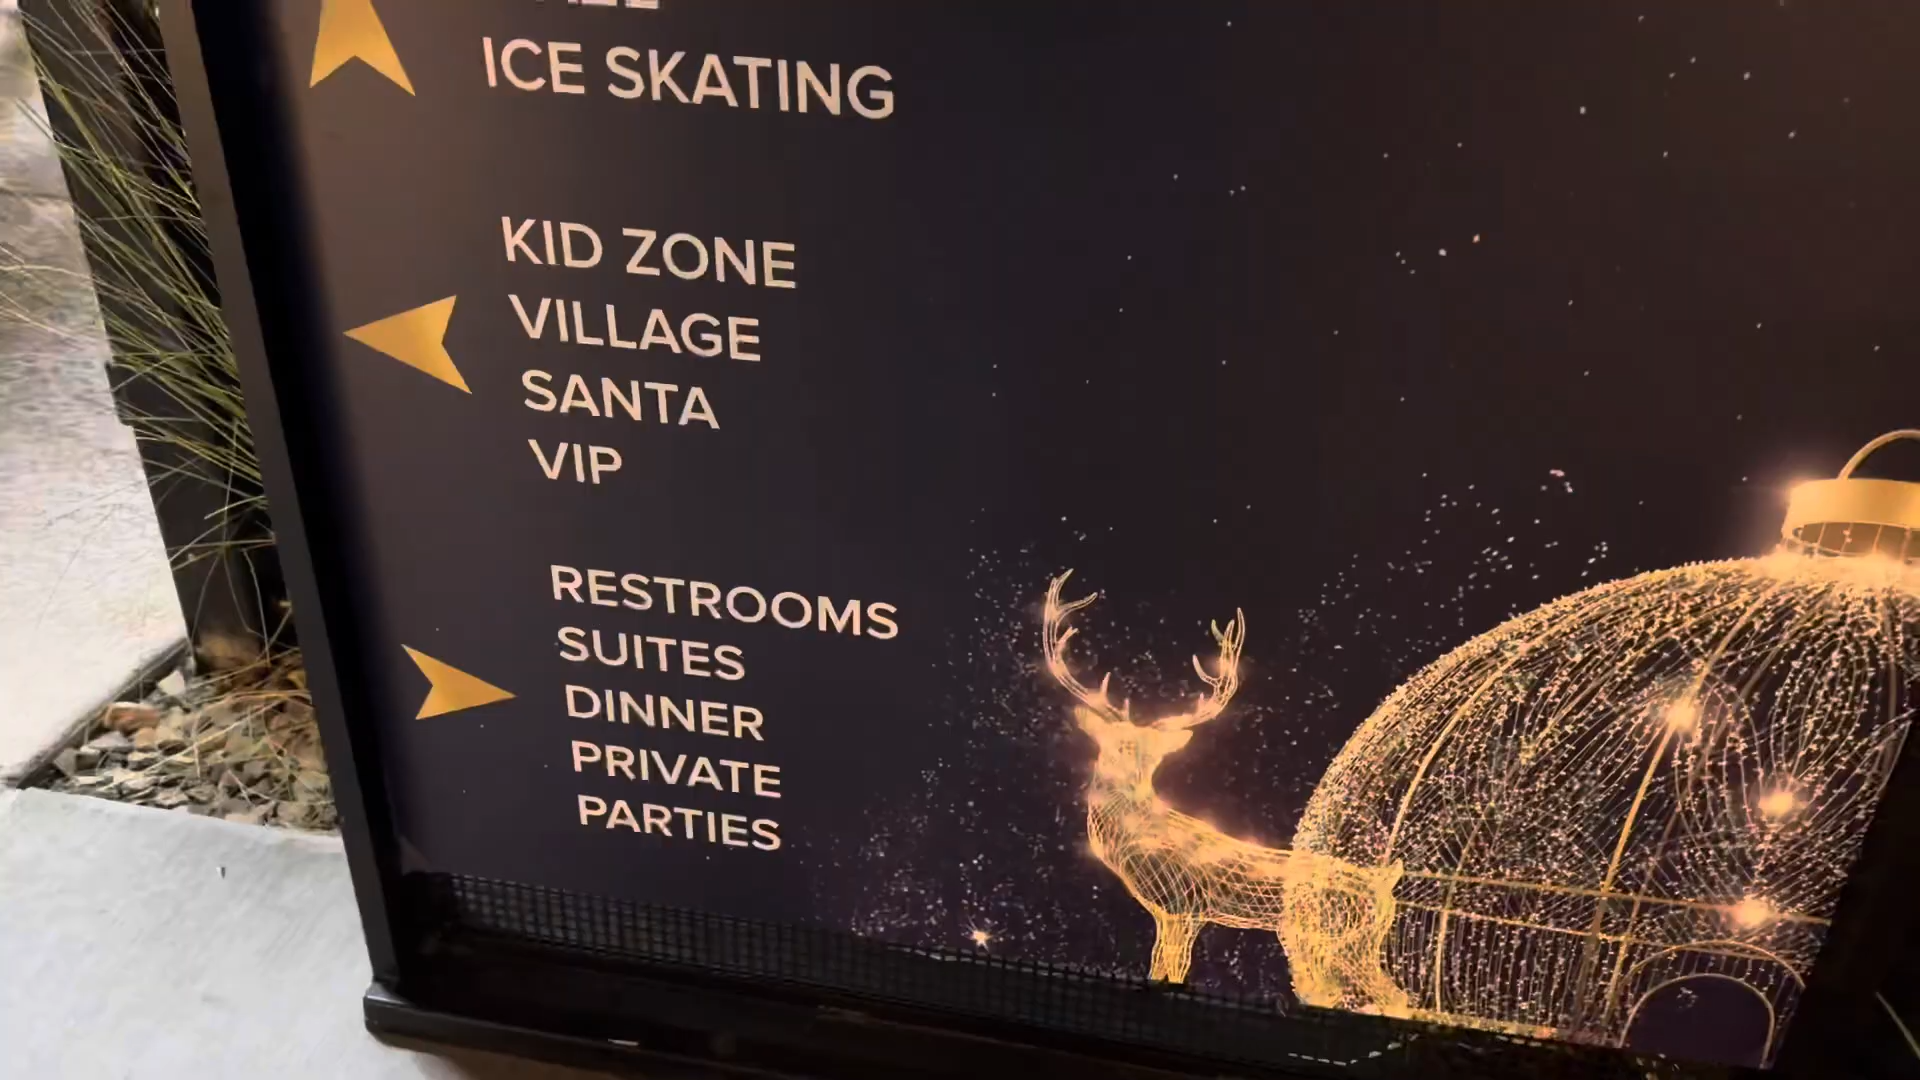 ICE SKATING
KID ZONE
VILLAGE
SANTA
VIP
RESTROOMS
SUITES
DINNER
PRIVATE
PARTIES